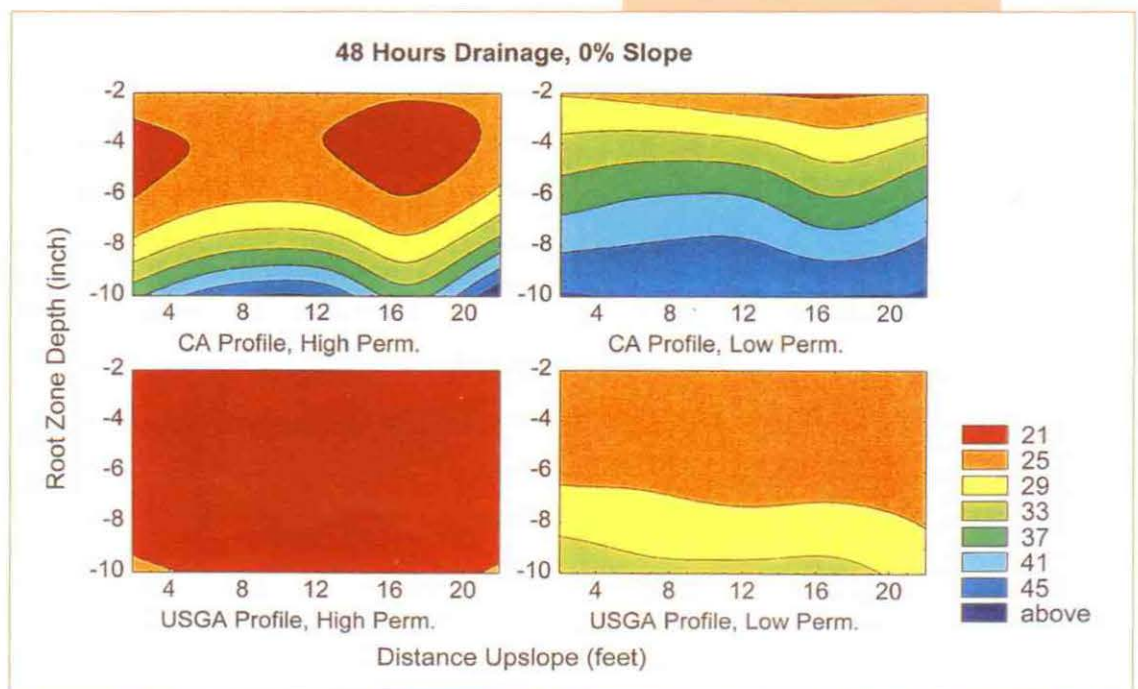 48 Hours Drainage, 0% Slope
Root Zone Depth (inch)
-2
-4
-6
-8
-10
4 8 12 16 20
CA Profile, High Perm.
-2
-4
-6
-8
-10
4 8 12 16 20
CA Profile, Low Perm.
-2
-4
-6
-8
-10
4 8 12 16 20
USGA Profile, High Perm.
-2
-4
-6
-8
-10
4 8 12 16 20
USGA Profile, Low Perm.
Distance Upslope (feet)
21
25
29
33
37
41
45
above